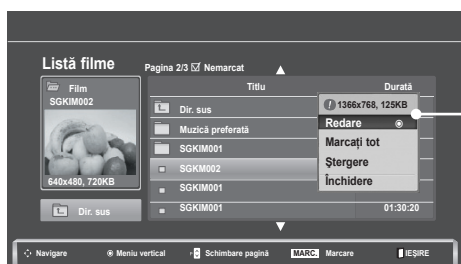 Listă filme
Pagina 2/3 ☑ Nemarcat
Film
SGKIM002
640x480, 720KB
Dir. sus
Titlu Durată
Dir. sus
Muzică preferată
SGKIM001
SGKM002
SGKIM001
SGKIM001 01:30:20
1366x768, 125KB
Redare
Marcați tot
Ştergere
Închidere
Navigare Meniu vertical Schimbare pagină MARC. Marcare IEŞIRE